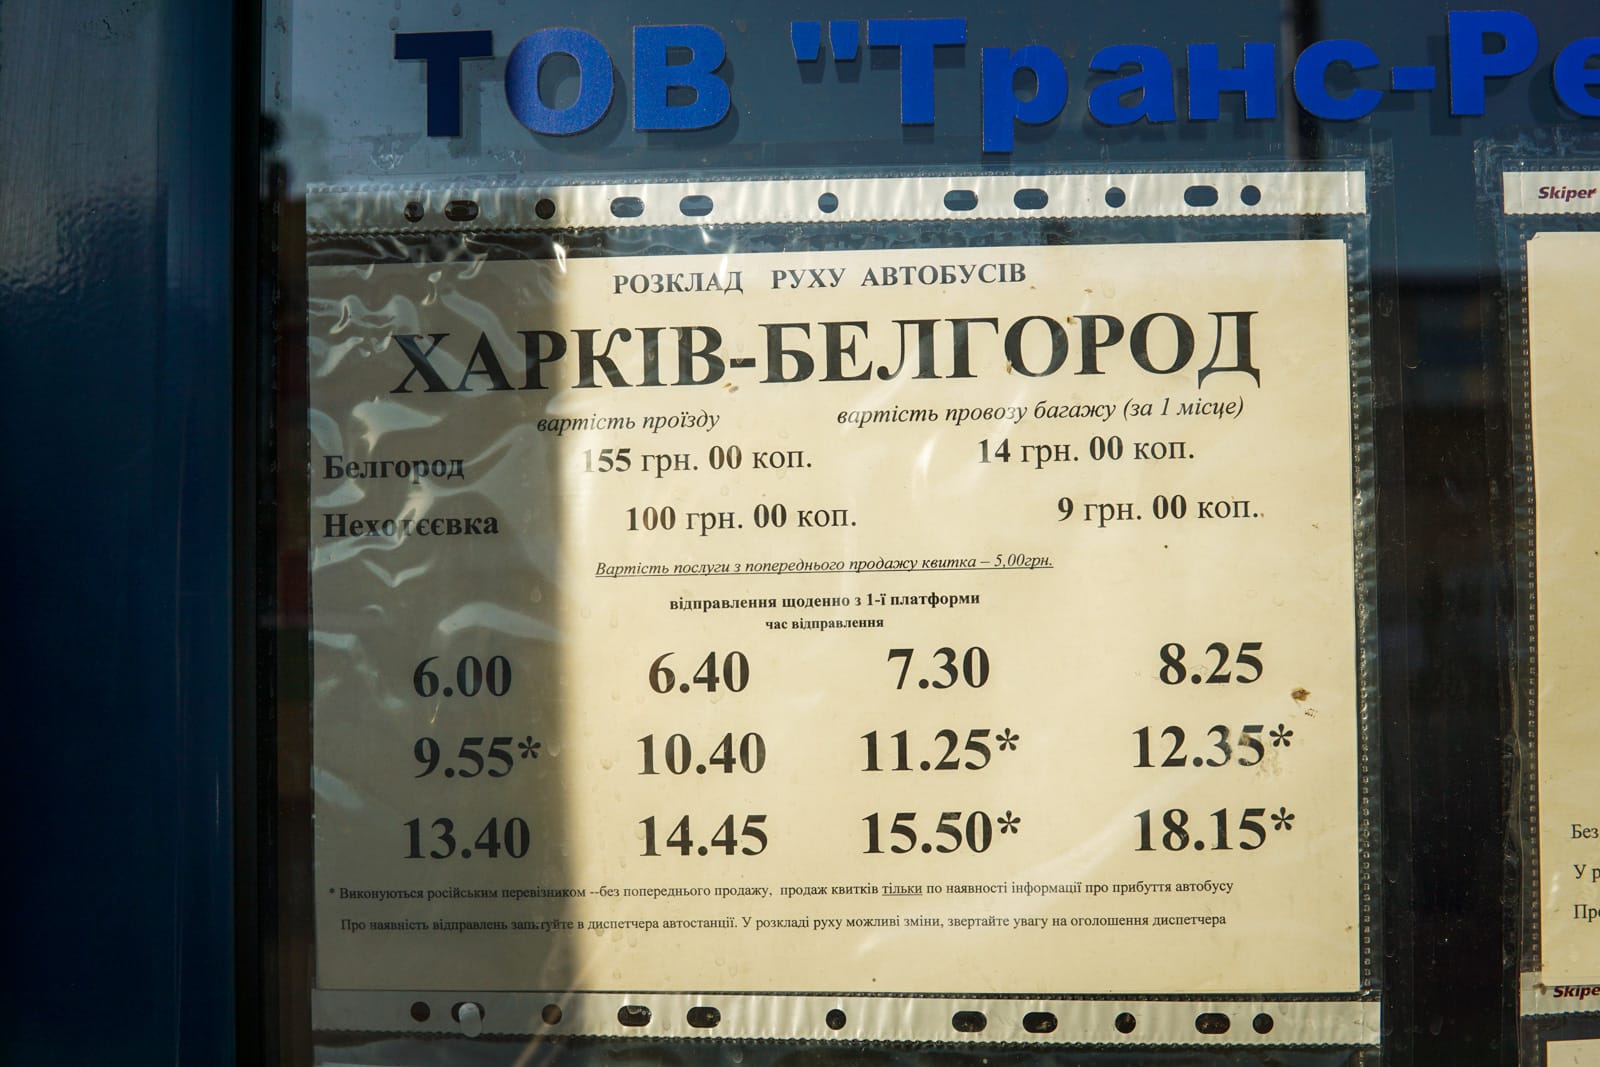 ТОВ "Транс-Ре
Skiper
РОЗКЛАД РУХУ АВТОБУСІВ
ХАРКІВ-БЕЛГОРОД
вартість проїзду вартість провозу багажу (за 1 місце)
Белгород 155 грн. 00 коп. 14 грн. 00 коп.
Нехотєєвка 100 грн. 00 коп. 9 грн. 00 коп.
Вартість послуги з попереднього продажу квитка – 5,00грн.
відправлення щоденно з 1-ї платформи
час відправлення
6.00 6.40 7.30 8.25
9.55* 10.40 11.25* 12.35*
13.40 14.45 15.50* 18.15*
* Виконуються російським перевізником --без попереднього продажу, продаж квитків тільки по наявності інформації про прибуття автобусу
Про наявність відправлень запитуйте в диспетчера автостанції. У розкладі руху можливі зміни, звертайте увагу на оголошення диспетчера
Без
У р
Skiper